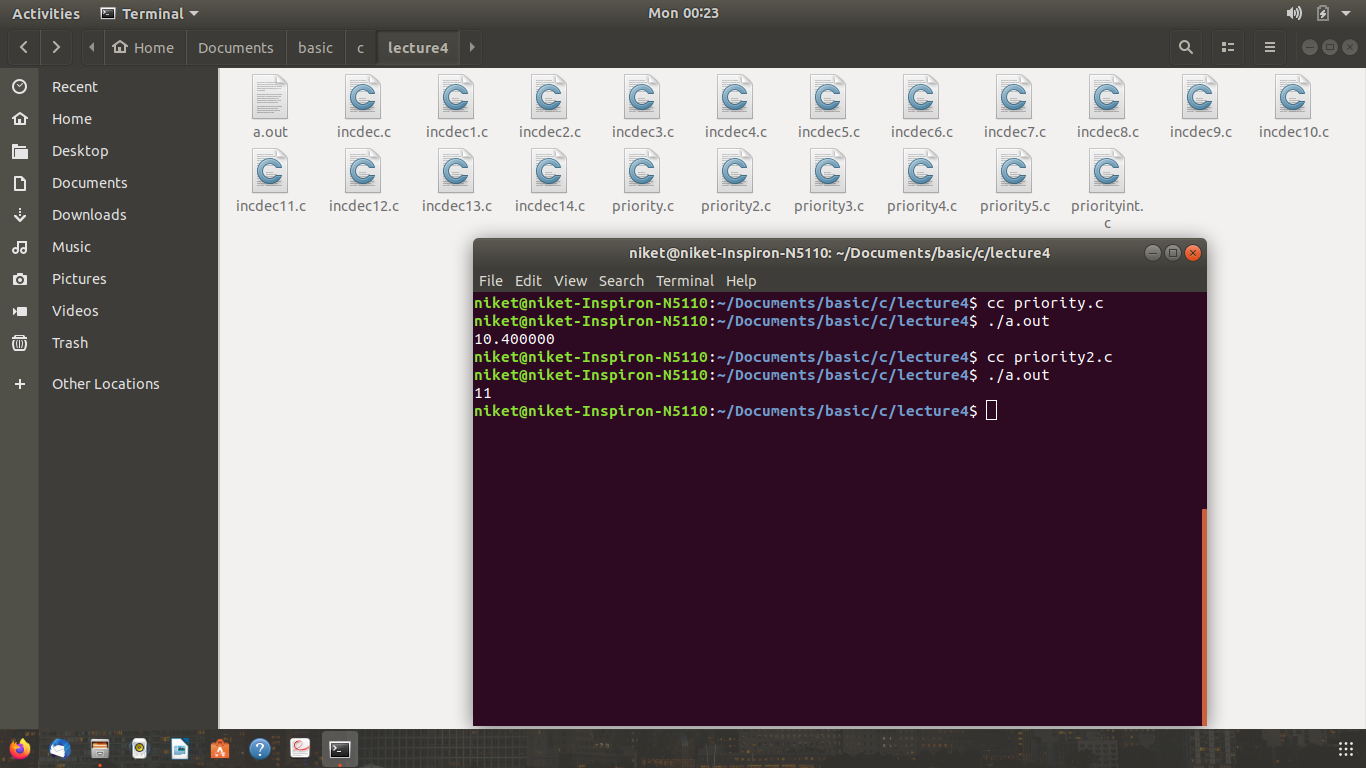 Activities Terminal Mon 00:23
Home Documents basic c lecture4
Recent
Home
Desktop
Documents
Downloads
Music
Pictures
Videos
Trash
Other Locations
a.out incdec.c incdec1.c incdec2.c incdec3.c incdec4.c incdec5.c incdec6.c incdec7.c incdec8.c incdec9.c incdec10.c
incdec11.c incdec12.c incdec13.c incdec14.c priority.c priority2.c priority3.c priority4.c priority5.c priorityint.
c
niket@niket-Inspiron-N5110: ~/Documents/basic/c/lecture4
File Edit View Search Terminal Help
niket@niket-Inspiron-N5110:~/Documents/basic/c/lecture4$ cc priority.c
niket@niket-Inspiron-N5110:~/Documents/basic/c/lecture4$ ./a.out
10.400000
niket@niket-Inspiron-N5110:~/Documents/basic/c/lecture4$ cc priority2.c
niket@niket-Inspiron-N5110:~/Documents/basic/c/lecture4$ ./a.out
11
niket@niket-Inspiron-N5110:~/Documents/basic/c/lecture4$